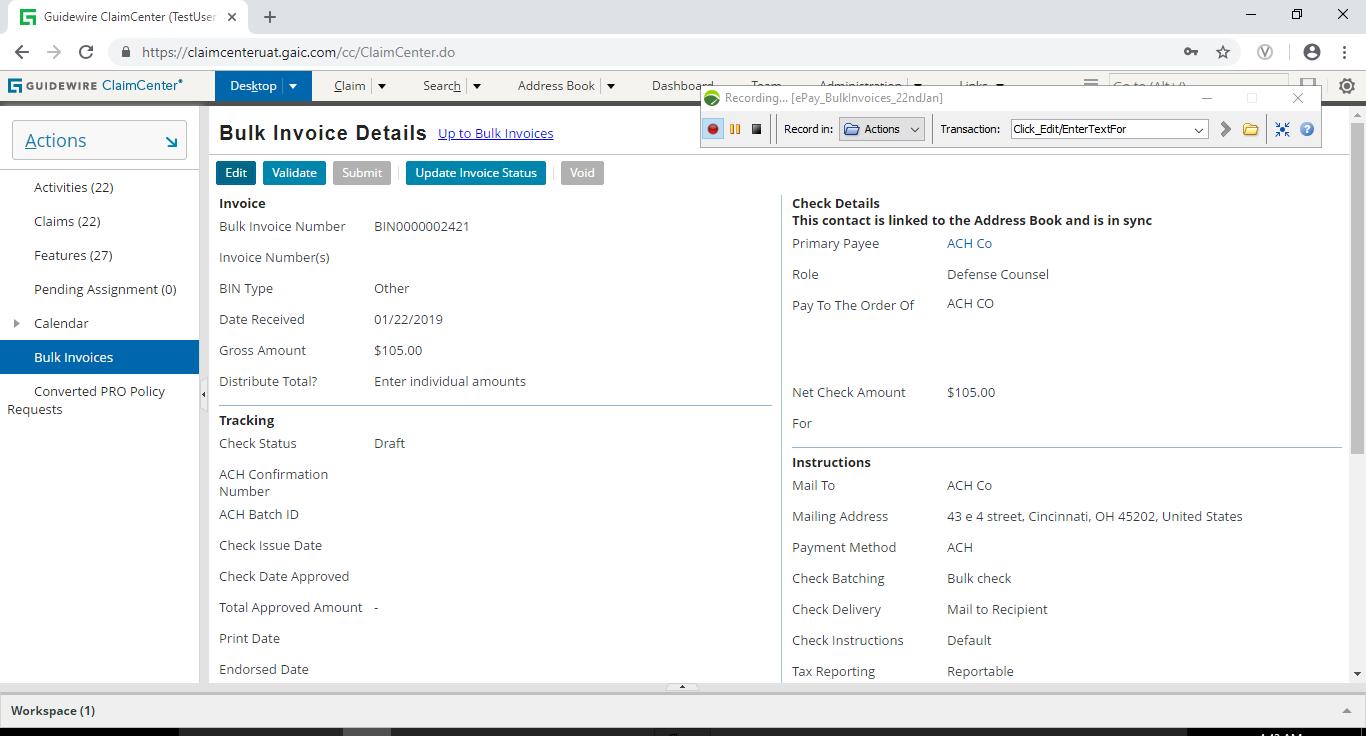 Guidewire ClaimCenter (TestUser
https://claimcenteruat.gaic.com/cc/ClaimCenter.do
GUIDEWIRE ClaimCenter®
Desktop
Claim
Search
Address Book
Dashboard
Team
Administration
Links
Go to (Alt+/)
Recording... [ePay_BulkInvoices_22ndJan]
Record in: Actions Transaction: Click_Edit/EnterTextFor
Actions
Activities (22)
Claims (22)
Features (27)
Pending Assignment (0)
Calendar
Bulk Invoices
Converted PRO Policy
Requests
Bulk Invoice Details Up to Bulk Invoices
Edit Validate Submit Update Invoice Status Void
Invoice
Bulk Invoice Number BIN0000002421
Invoice Number(s)
BIN Type Other
Date Received 01/22/2019
Gross Amount $105.00
Distribute Total? Enter individual amounts
Tracking
Check Status Draft
ACH Confirmation
Number
ACH Batch ID
Check Issue Date
Check Date Approved
Total Approved Amount -
Print Date
Endorsed Date
Check Details
This contact is linked to the Address Book and is in sync
Primary Payee ACH Co
Role Defense Counsel
Pay To The Order Of ACH CO
Net Check Amount $105.00
For
Instructions
Mail To ACH Co
Mailing Address 43 e 4 street, Cincinnati, OH 45202, United States
Payment Method ACH
Check Batching Bulk check
Check Delivery Mail to Recipient
Check Instructions Default
Tax Reporting Reportable
Workspace (1)